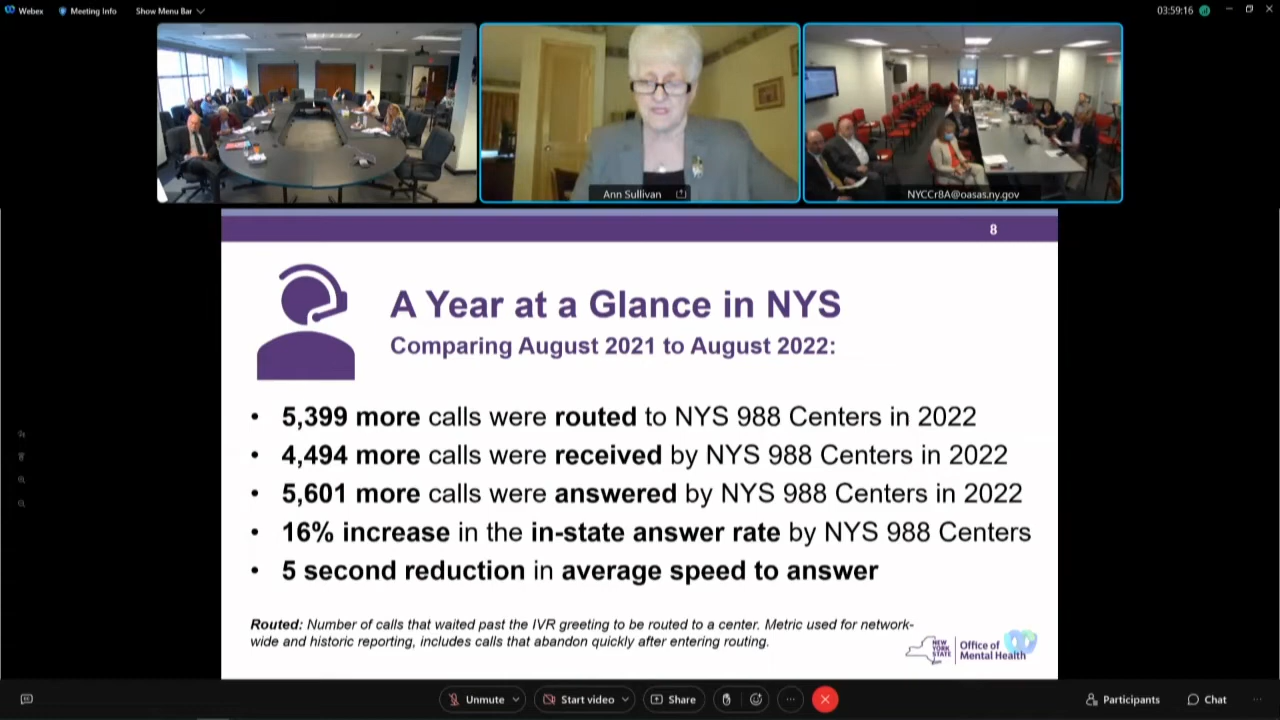 Webex
Meeting Info
Show Menu Bar
03:59:16
Ann Sullivan
NYCCr8A@oasas.ny.gov
8
A Year at a Glance in NYS
Comparing August 2021 to August 2022:
• 5,399 more calls were routed to NYS 988 Centers in 2022
• 4,494 more calls were received by NYS 988 Centers in 2022
• 5,601 more calls were answered by NYS 988 Centers in 2022
• 16% increase in the in-state answer rate by NYS 988 Centers
• 5 second reduction in average speed to answer
Routed: Number of calls that waited past the IVR greeting to be routed to a center. Metric used for network-
wide and historic reporting, includes calls that abandon quickly after entering routing.
NEW
YORK
STATE
Office of
Mental Health
Unmute
Start video
Share
Participants
Chat